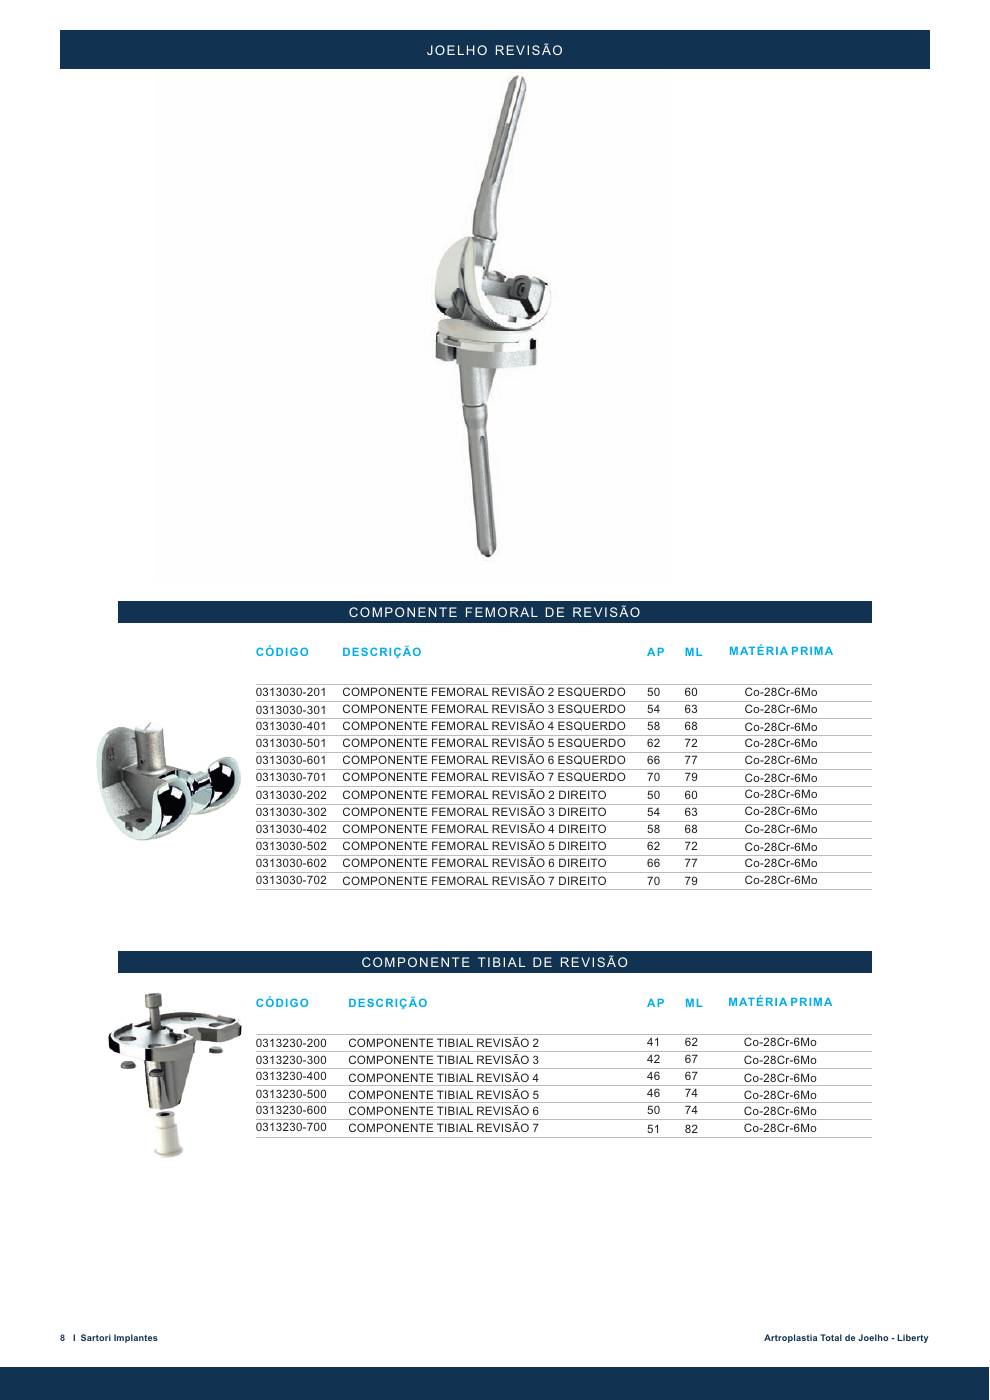 JOELHO REVISÃO
COMPONENTE FEMORAL DE REVISÃO
CÓDIGO DESCRIÇÃO AP ML MATÉRIA PRIMA
0313030-201 COMPONENTE FEMORAL REVISÃO 2 ESQUERDO 50 60 Co-28Cr-6Mo
0313030-301 COMPONENTE FEMORAL REVISÃO 3 ESQUERDO 54 63 Co-28Cr-6Mo
0313030-401 COMPONENTE FEMORAL REVISÃO 4 ESQUERDO 58 68 Co-28Cr-6Mo
0313030-501 COMPONENTE FEMORAL REVISÃO 5 ESQUERDO 62 72 Co-28Cr-6Mo
0313030-601 COMPONENTE FEMORAL REVISÃO 6 ESQUERDO 66 77 Co-28Cr-6Mo
0313030-701 COMPONENTE FEMORAL REVISÃO 7 ESQUERDO 70 79 Co-28Cr-6Mo
0313030-202 COMPONENTE FEMORAL REVISÃO 2 DIREITO 50 60 Co-28Cr-6Mo
0313030-302 COMPONENTE FEMORAL REVISÃO 3 DIREITO 54 63 Co-28Cr-6Mo
0313030-402 COMPONENTE FEMORAL REVISÃO 4 DIREITO 58 68 Co-28Cr-6Mo
0313030-502 COMPONENTE FEMORAL REVISÃO 5 DIREITO 62 72 Co-28Cr-6Mo
0313030-602 COMPONENTE FEMORAL REVISÃO 6 DIREITO 66 77 Co-28Cr-6Mo
0313030-702 COMPONENTE FEMORAL REVISÃO 7 DIREITO 70 79 Co-28Cr-6Mo
COMPONENTE TIBIAL DE REVISÃO
CÓDIGO DESCRIÇÃO AP ML MATÉRIA PRIMA
0313230-200 COMPONENTE TIBIAL REVISÃO 2 41 62 Co-28Cr-6Mo
0313230-300 COMPONENTE TIBIAL REVISÃO 3 42 67 Co-28Cr-6Mo
0313230-400 COMPONENTE TIBIAL REVISÃO 4 46 67 Co-28Cr-6Mo
0313230-500 COMPONENTE TIBIAL REVISÃO 5 46 74 Co-28Cr-6Mo
0313230-600 COMPONENTE TIBIAL REVISÃO 6 50 74 Co-28Cr-6Mo
0313230-700 COMPONENTE TIBIAL REVISÃO 7 51 82 Co-28Cr-6Mo
8 I Sartori Implantes Artroplastia Total de Joelho - Liberty